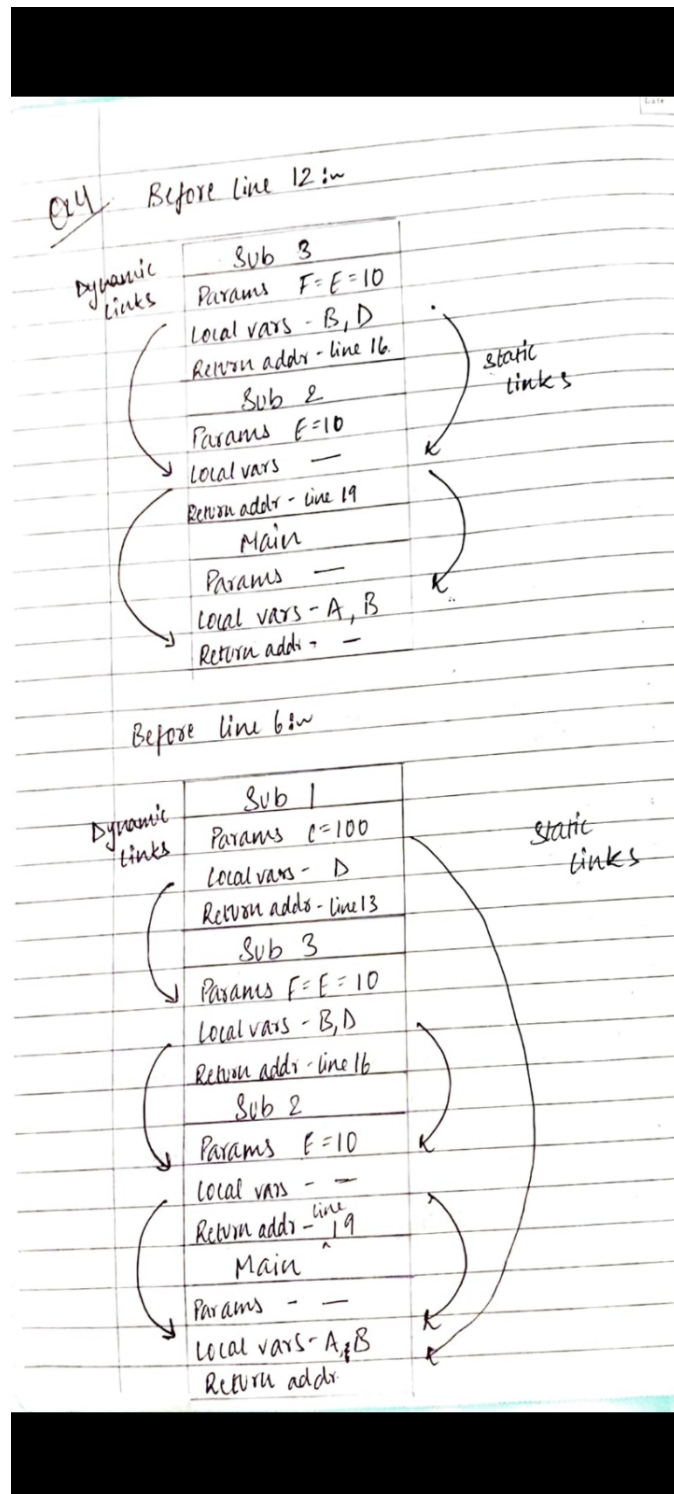 Date
Q4 Before line 12:~
Dynamic links
Sub 3
Params F=E=10
Local vars - B, D
Return addr - line 16.
static links
Sub 2
Params E=10
Local vars —
Return addr - line 19
Main
Params —
Local vars - A, B
Return addr - —
Before line 6:~
Dynamic links
Sub 1
Params C=100
Local vars - D
Return addr - line 13
Static links
Sub 3
Params F=E=10
Local vars - B, D
Return addr - line 16
Sub 2
Params E=10
Local vars - —
Return addr - line 19
Main
Params - —
Local vars - A, B
Return addr.